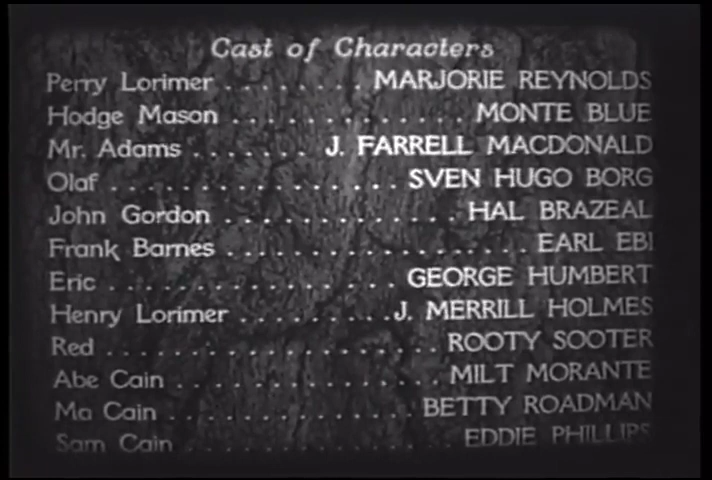 Cast of Characters
Perry Lorimer ........ MARJORIE REYNOLDS
Hodge Mason ............. MONTE BLUE
Mr. Adams ....... J. FARRELL MACDONALD
Olaf ................ SVEN HUGO BORG
John Gordon ............. HAL BRAZEAL
Frank Barnes .................. EARL EBI
Eric ................ GEORGE HUMBERT
Henry Lorimer ......... J. MERRILL HOLMES
Red .................. ROOTY SOOTER
Abe Cain .............. MILT MORANTE
Ma Cain ............. BETTY ROADMAN
Sam Cain ............... EDDIE PHILLIPS